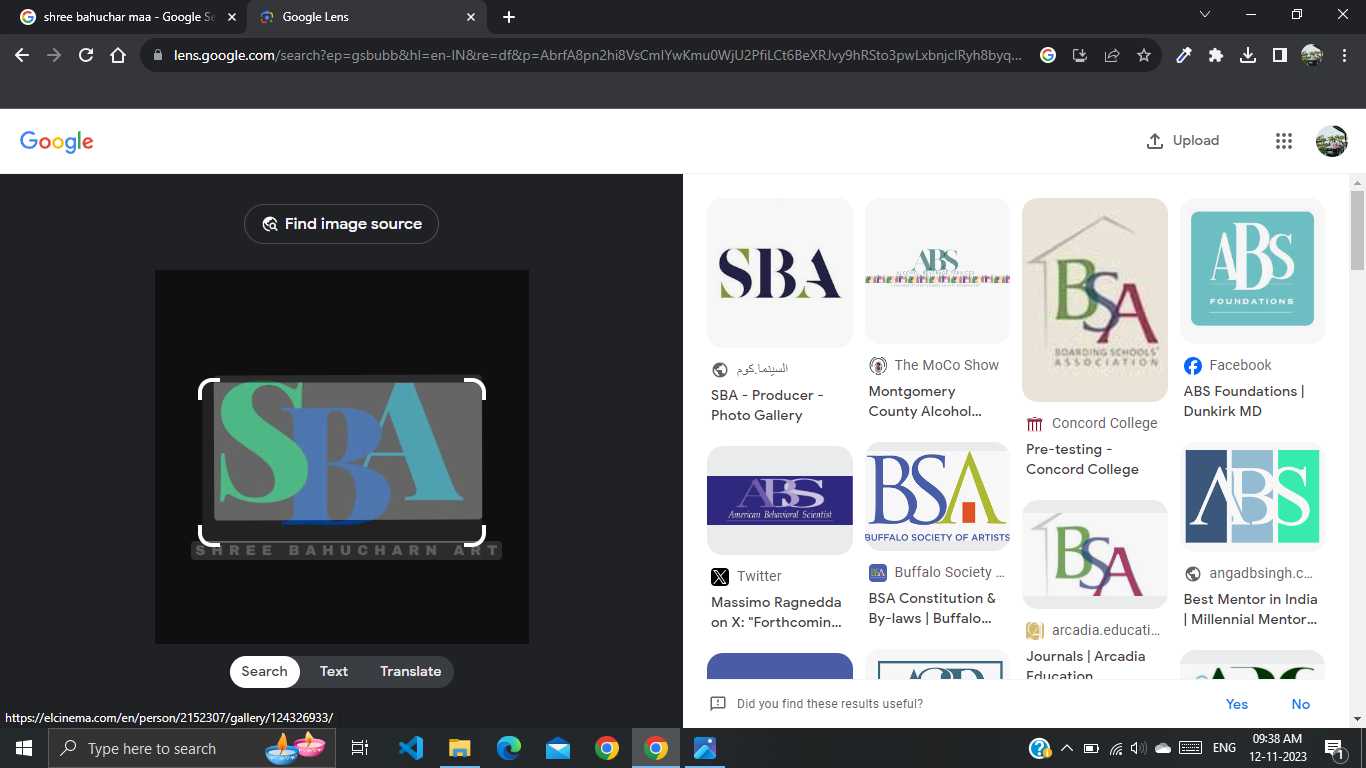 shree bahuchar maa - Google Se
Google Lens
lens.google.com/search?ep=gsbubb&hl=en-IN&re=df&p=AbrfA8pn2hi8VsCmIYwKmu0WjU2PfiLCt6BeXRJvy9hRSto3pwLxbnjcIRyh8byq...
Google
Upload
Find image source
SBA
SHREE BAHUCHARN ART
Search
Text
Translate
SBA
السينما.كوم
SBA - Producer -
Photo Gallery
ABS
The MoCo Show
Montgomery
County Alcohol...
BSA
BOARDING SCHOOLS'
ASSOCIATION
Concord College
Pre-testing -
Concord College
ABS
FOUNDATIONS
Facebook
ABS Foundations |
Dunkirk MD
ABS
American Behavioral Scientist
Twitter
Massimo Ragnedda
on X: "Forthcomin...
BSA
BUFFALO SOCIETY OF ARTISTS
BSA
Buffalo Society ...
BSA Constitution &
By-laws | Buffalo...
BSA
arcadia.educati...
Journals | Arcadia
Education
ABS
angadbsingh.c...
Best Mentor in India
| Millennial Mentor...
Did you find these results useful?
Yes
No
https://elcinema.com/en/person/2152307/gallery/124326933/
Type here to search
ENG
09:38 AM
12-11-2023
1